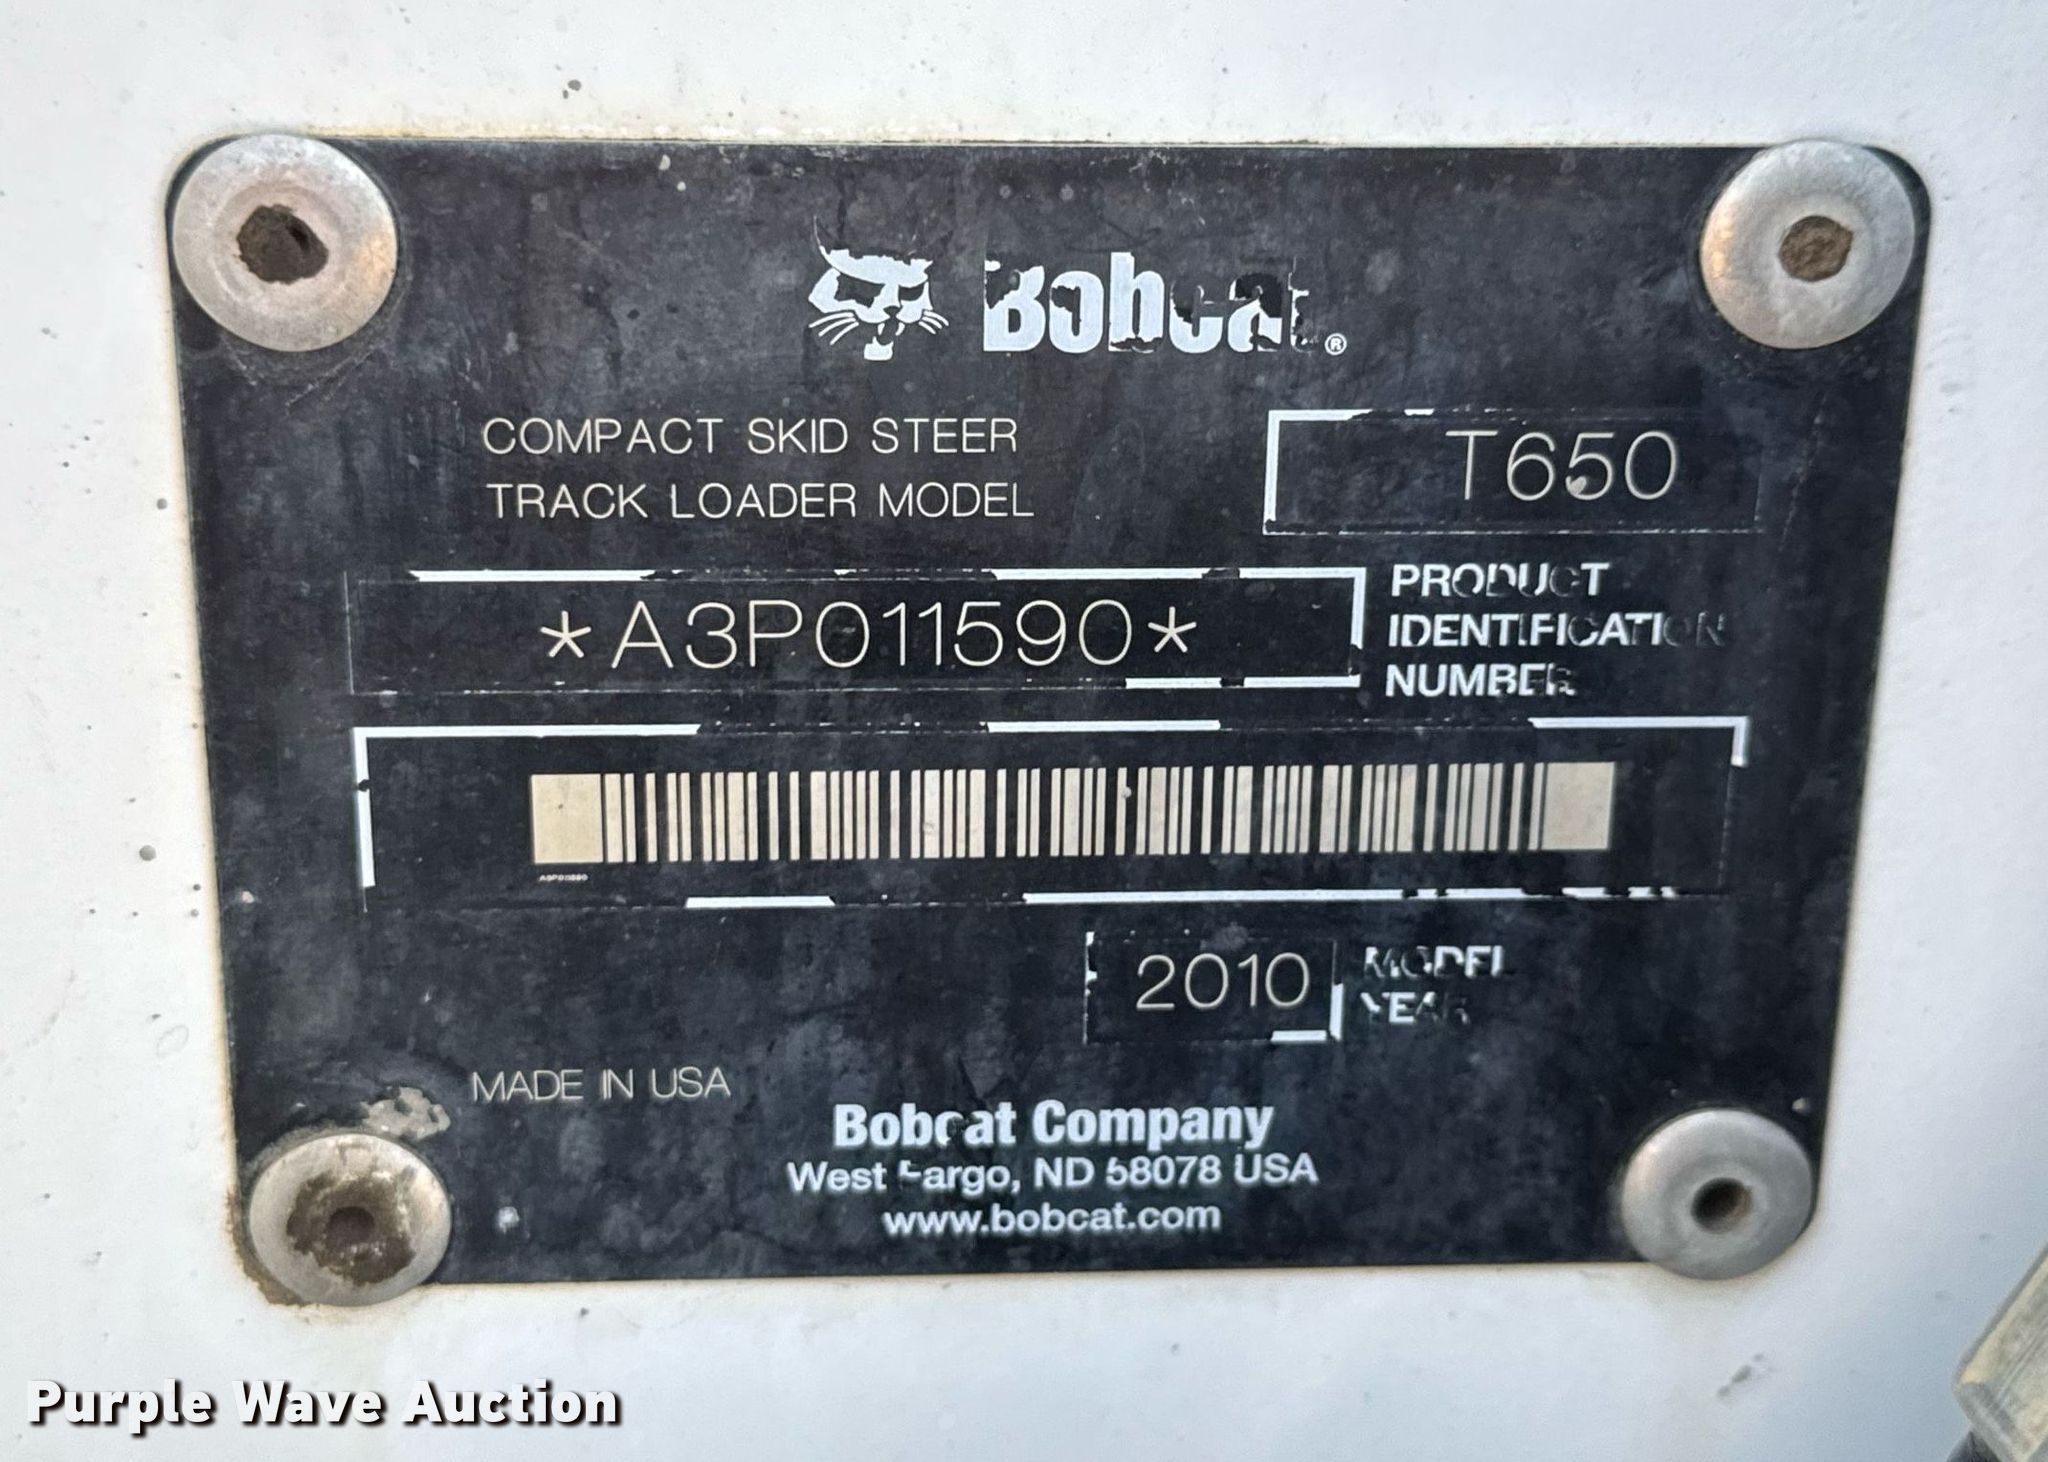 Bobcat®
COMPACT SKID STEER
TRACK LOADER MODEL
T650
*A3P011590*
PRODUCT
IDENTIFICATION
NUMBER
A3P011590
2010
MODEL
YEAR
MADE IN USA
Bobcat Company
West Fargo, ND 58078 USA
www.bobcat.com
Purple Wave Auction